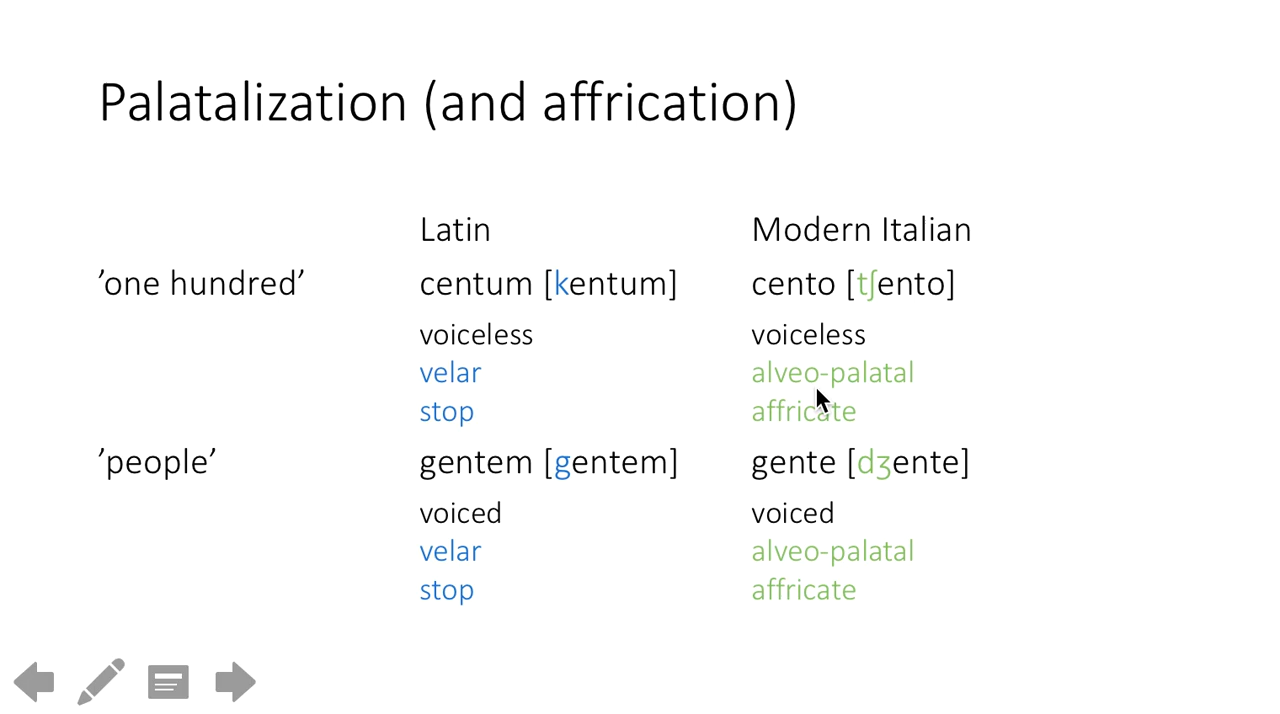 Palatalization (and affrication)
Latin Modern Italian
’one hundred’ centum [kentum] cento [tʃento]
voiceless voiceless
velar alveo-palatal
stop affricate
’people’ gentem [gentem] gente [dʒente]
voiced voiced
velar alveo-palatal
stop affricate